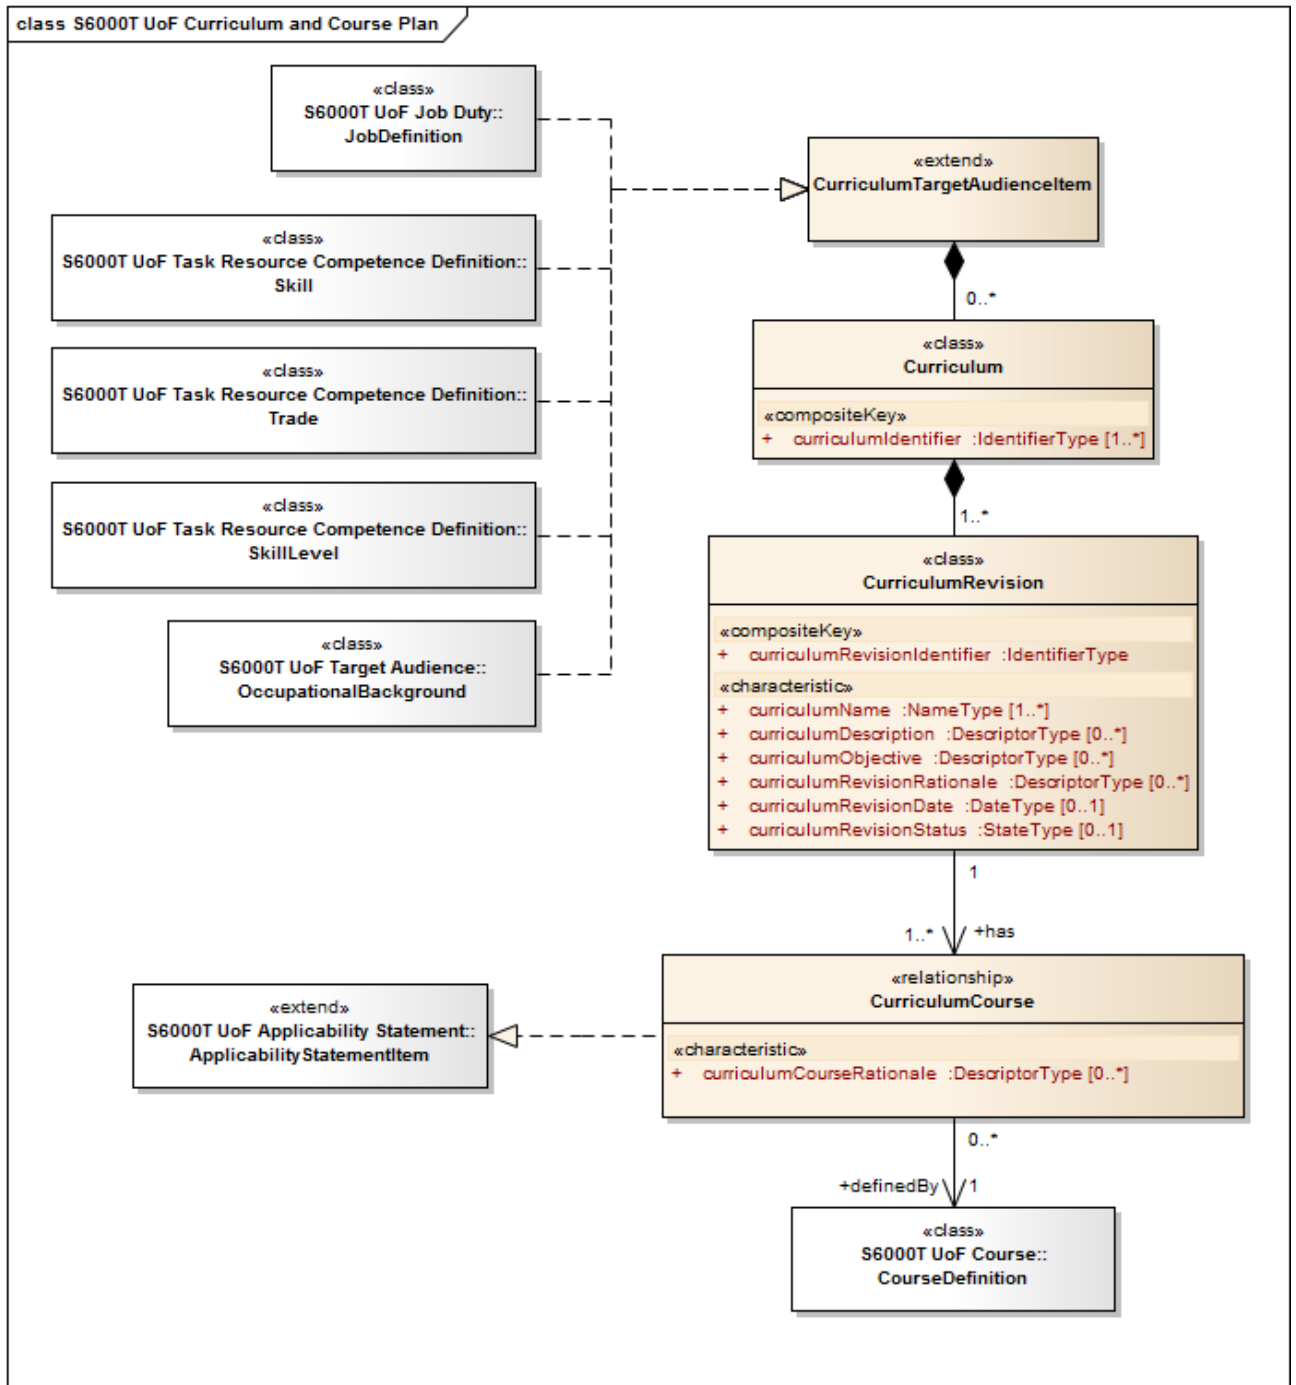 class S6000T UoF Curriculum and Course Plan
«class»
S6000T UoF Job Duty::
JobDefinition
«extend»
CurriculumTargetAudienceItem
«class»
S6000T UoF Task Resource Competence Definition::
Skill
0..*
«class»
Curriculum
«compositeKey»
+ curriculumIdentifier :IdentifierType [1..*]
«class»
S6000T UoF Task Resource Competence Definition::
Trade
«class»
S6000T UoF Task Resource Competence Definition::
SkillLevel
1..*
«class»
CurriculumRevision
«compositeKey»
+ curriculumRevisionIdentifier :IdentifierType
«characteristic»
+ curriculumName :NameType [1..*]
+ curriculumDescription :DescriptorType [0..*]
+ curriculumObjective :DescriptorType [0..*]
+ curriculumRevisionRationale :DescriptorType [0..*]
+ curriculumRevisionDate :DateType [0..1]
+ curriculumRevisionStatus :StateType [0..1]
«class»
S6000T UoF Target Audience::
OccupationalBackground
1
1..* +has
«relationship»
CurriculumCourse
«characteristic»
+ curriculumCourseRationale :DescriptorType [0..*]
«extend»
S6000T UoF Applicability Statement::
ApplicabilityStatementItem
0..*
+definedBy 1
«class»
S6000T UoF Course::
CourseDefinition